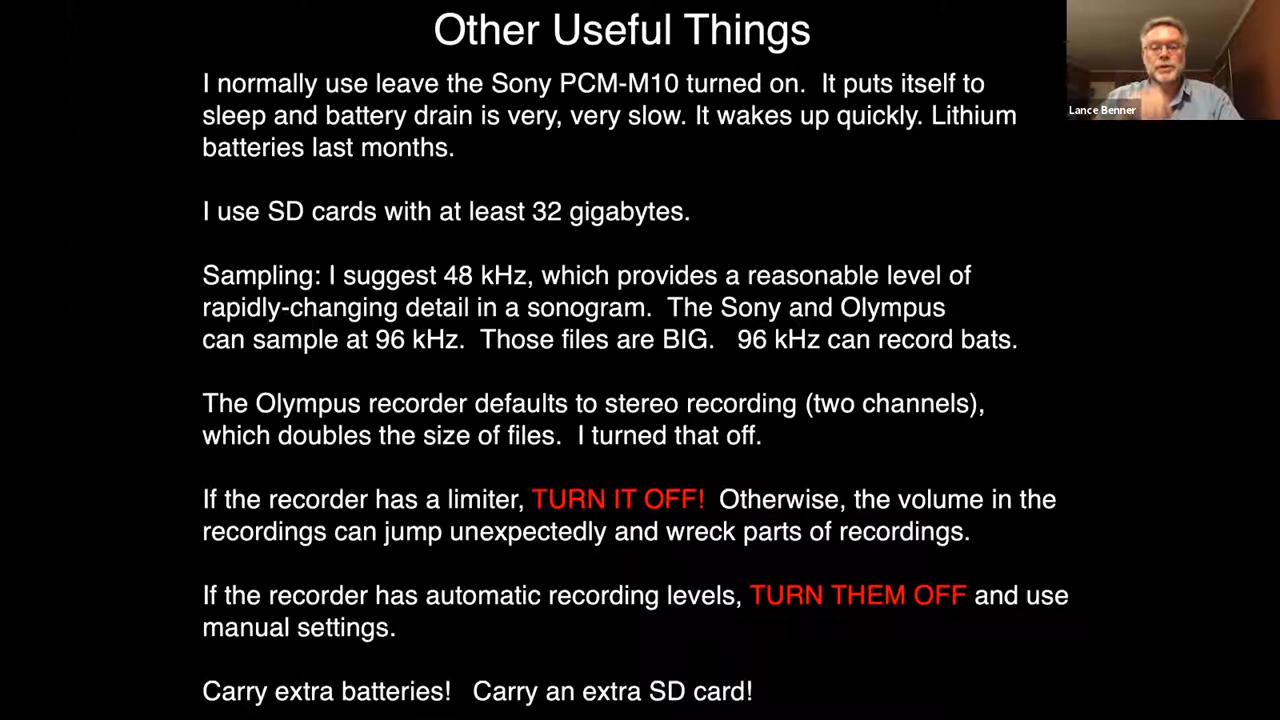 Other Useful Things
Lance Benner
I normally use leave the Sony PCM-M10 turned on.  It puts itself to
sleep and battery drain is very, very slow. It wakes up quickly. Lithium
batteries last months.
I use SD cards with at least 32 gigabytes.
Sampling: I suggest 48 kHz, which provides a reasonable level of
rapidly-changing detail in a sonogram.  The Sony and Olympus
can sample at 96 kHz.  Those files are BIG.   96 kHz can record bats.
The Olympus recorder defaults to stereo recording (two channels),
which doubles the size of files.  I turned that off.
If the recorder has a limiter, TURN IT OFF!  Otherwise, the volume in the
recordings can jump unexpectedly and wreck parts of recordings.
If the recorder has automatic recording levels, TURN THEM OFF and use
manual settings.
Carry extra batteries!   Carry an extra SD card!